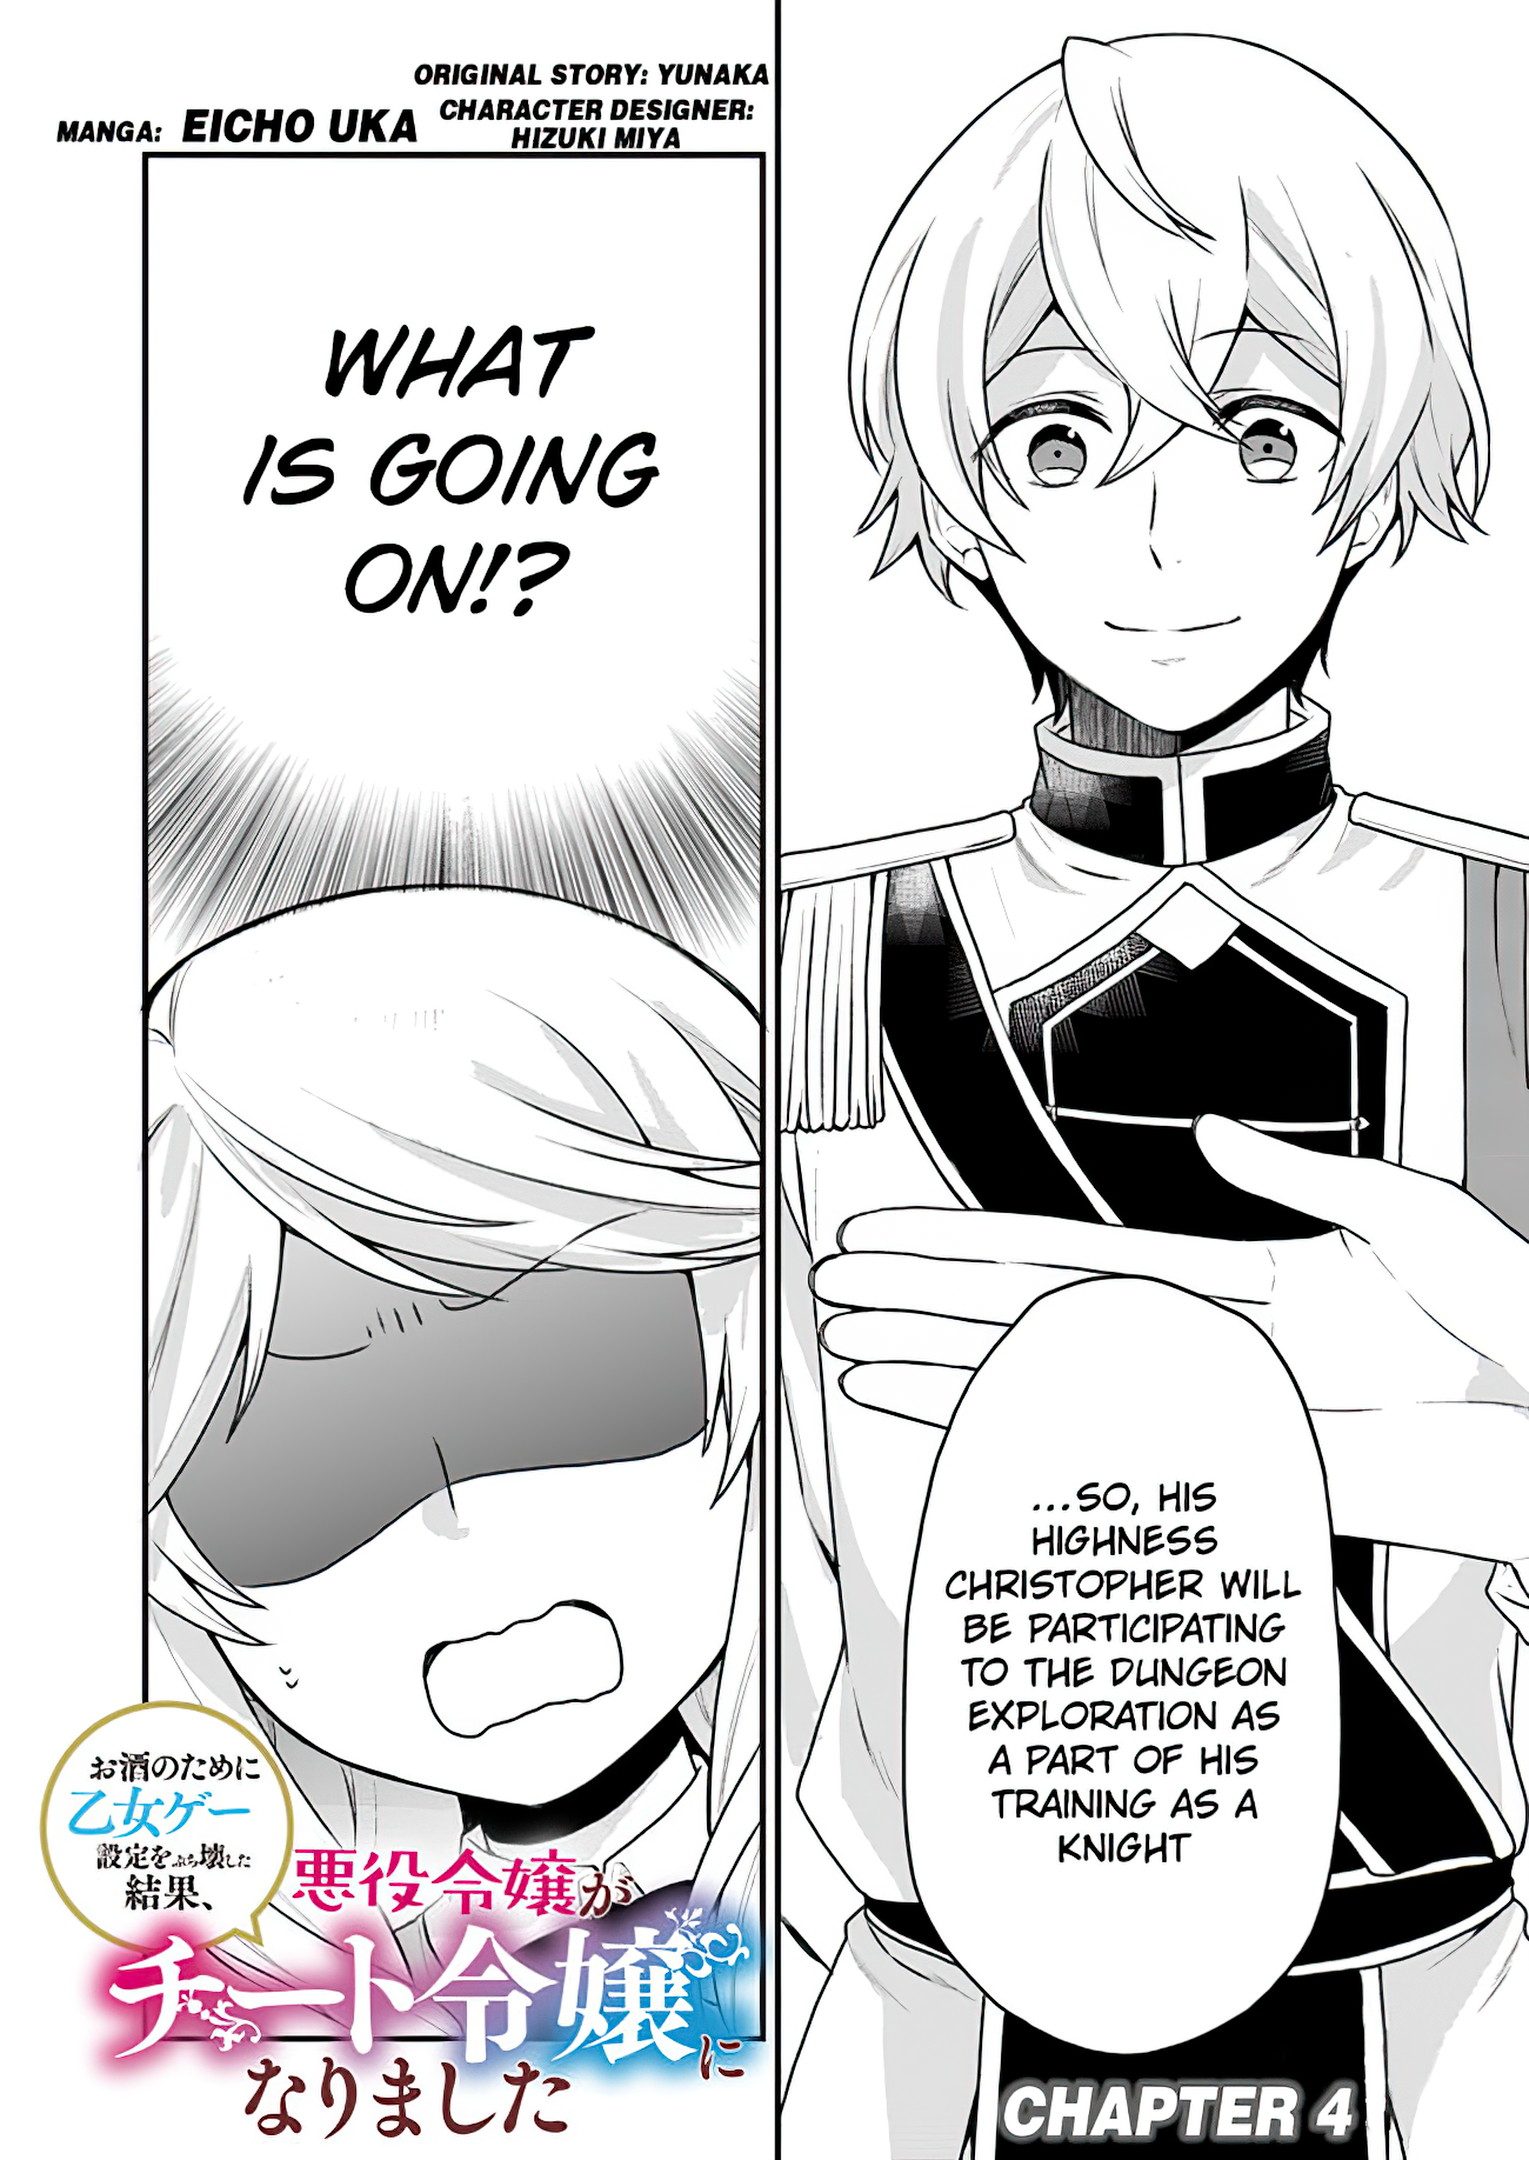 ORIGINAL STORY: YUNAKA
MANGA: EICHO UKA
CHARACTER DESIGNER:
HIZUKI MIYA
...SO, HIS
HIGHNESS
CHRISTOPHER WILL
BE PARTICIPATING
TO THE DUNGEON
EXPLORATION AS
A PART OF HIS
TRAINING AS A
KNIGHT
WHAT
IS GOING
ON!?
お酒のために
乙女ゲー
設定をぶち壊した
結果、
悪役令嬢が
チート令嬢に
なりました
CHAPTER 4